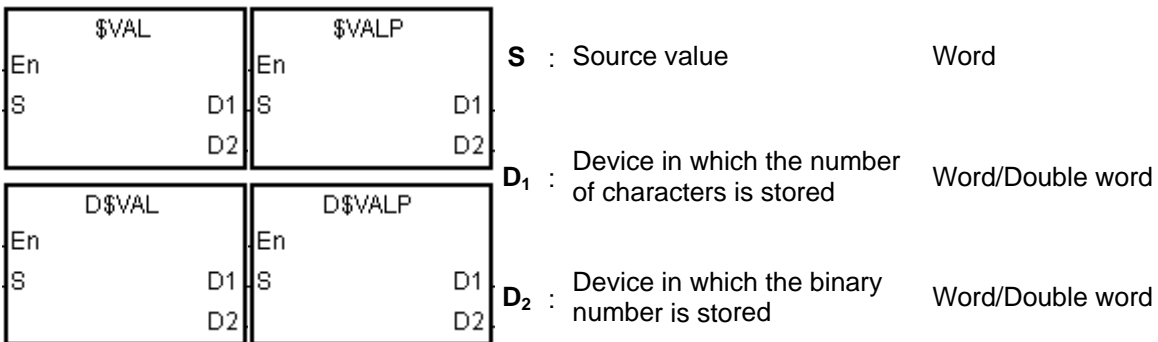 $VAL
En
S D1
D2
$VALP
En
S D1
D2
D$VAL
En
S D1
D2
D$VALP
En
S D1
D2
S : Source value Word
D₁ : Device in which the number of characters is stored Word/Double word
D₂ : Device in which the binary number is stored Word/Double word